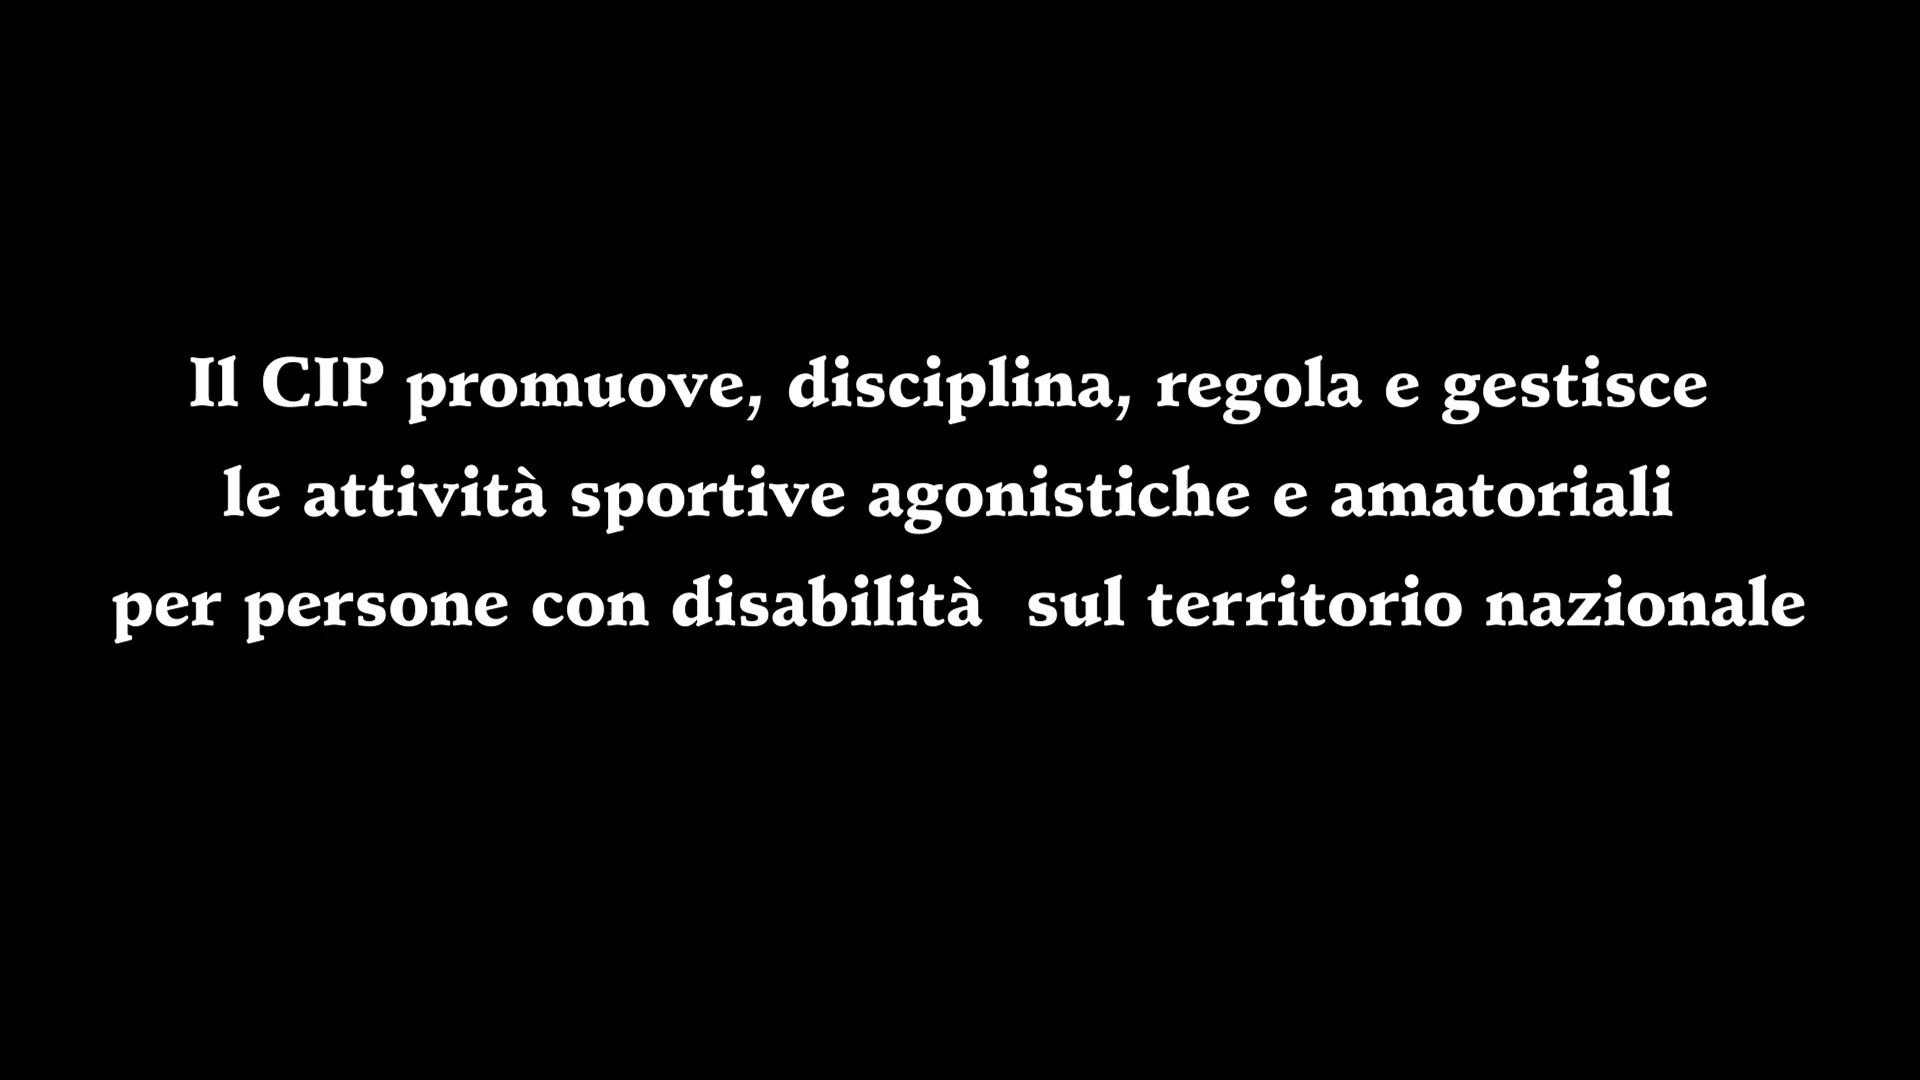 Il CIP promuove, disciplina, regola e gestisce
le attività sportive agonistiche e amatoriali
per persone con disabilità  sul territorio nazionale